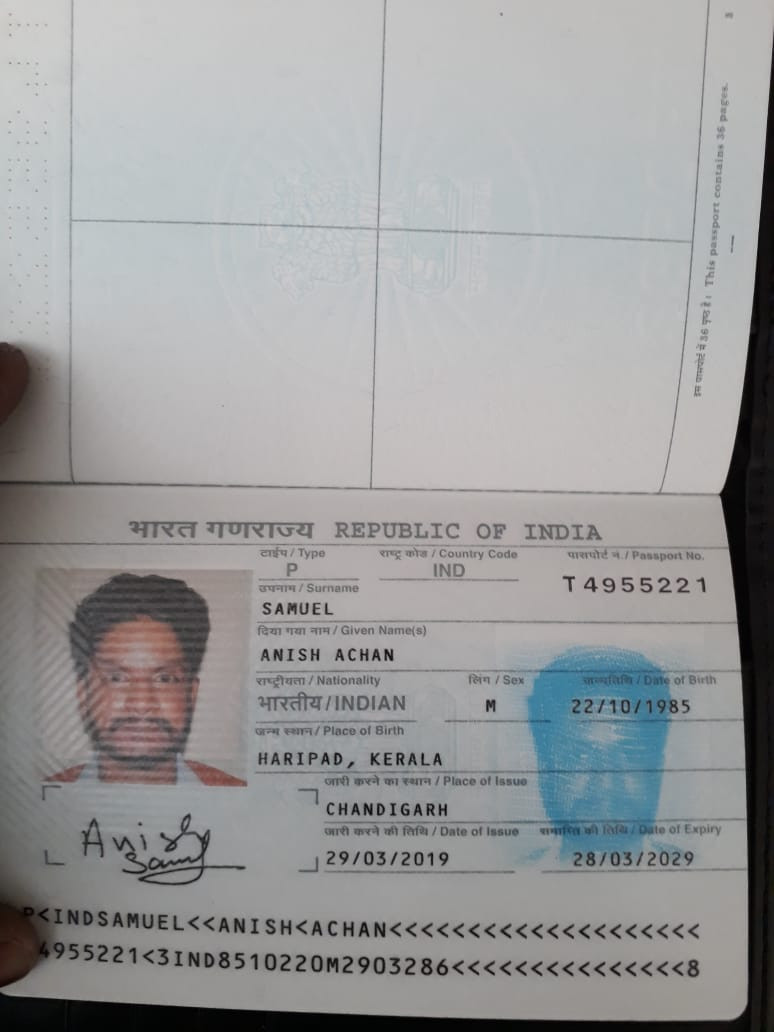 इस पासपोर्ट में 36 पृष्ठ है। This passport contains 36 pages.
भारत गणराज्य REPUBLIC OF INDIA
टाईप / Type राष्ट्र कोड / Country Code पासपोर्ट नं. / Passport No.
P IND T4955221
उपनाम / Surname
SAMUEL
दिया गया नाम / Given Name(s)
ANISH ACHAN
राष्ट्रीयता / Nationality लिंग / Sex जन्मतिथि / Date of Birth
भारतीय / INDIAN M 22/10/1985
जन्म स्थान / Place of Birth
HARIPAD, KERALA
जारी करने का स्थान / Place of Issue
CHANDIGARH
जारी करने की तिथि / Date of Issue समाप्ति की तिथि / Date of Expiry
29/03/2019 28/03/2029
Anish
P<INDSAMUEL<<ANISH<ACHAN<<<<<<<<<<<<<<<<<<<<
4955221<3IND8510220M2903286<<<<<<<<<<<<<<<8